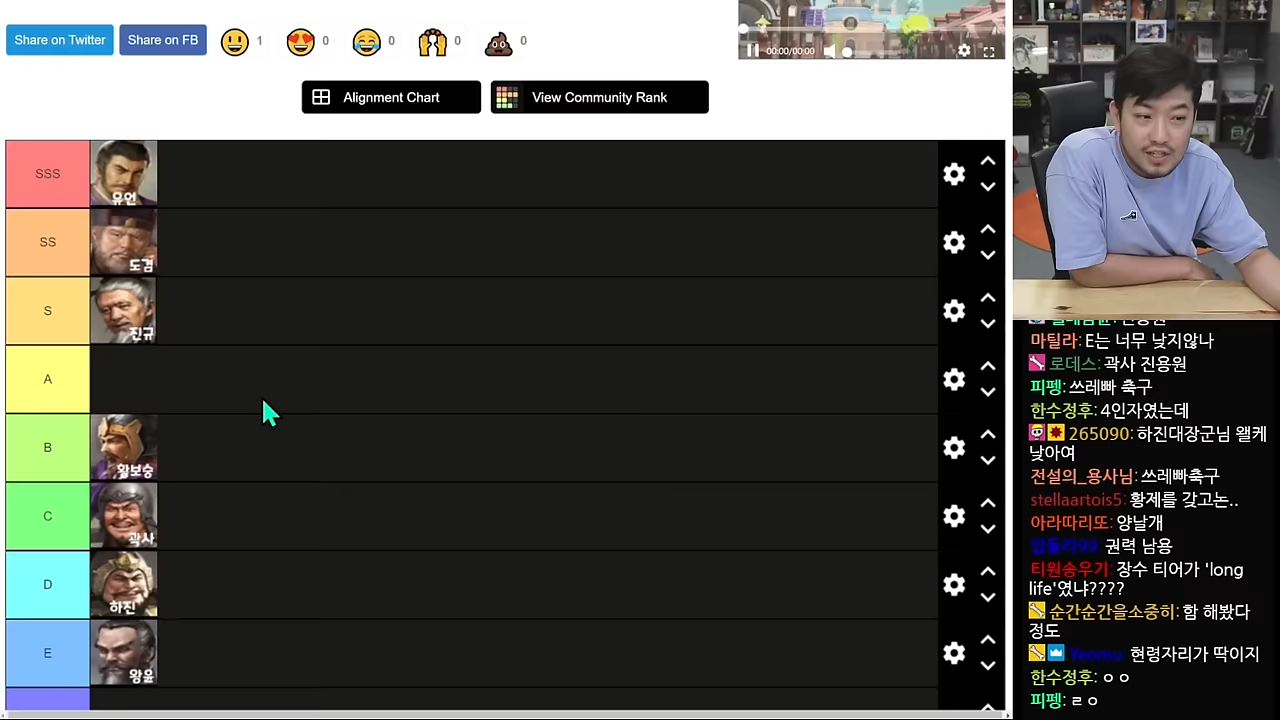 Share on Twitter
Share on FB
1
0
0
0
0
00:00/00:00
Alignment Chart
View Community Rank
SSS
유언
SS
도겸
S
진규
A
B
왕보승
C
곽사
D
하진
E
왕윤
마틸라: E는 너무 낮지않나
로데스: 곽사 진용원
피펭: 쓰레빠 축구
한수정후: 4인자였는데
265090: 하진대장군님 왤케
낮아여
전설의_용사님: 쓰레빠축구
stellaartois5: 황제를 갖고논..
아라따리또: 양날개
권력 남용
티원송우기: 장수 티어가 'long
life'였냐????
순간순간을소중히: 함 해봤다
정도
Yeonsu: 현령자리가 딱이지
한수정후: ㅇㅇ
피펭: ㄹㅇ